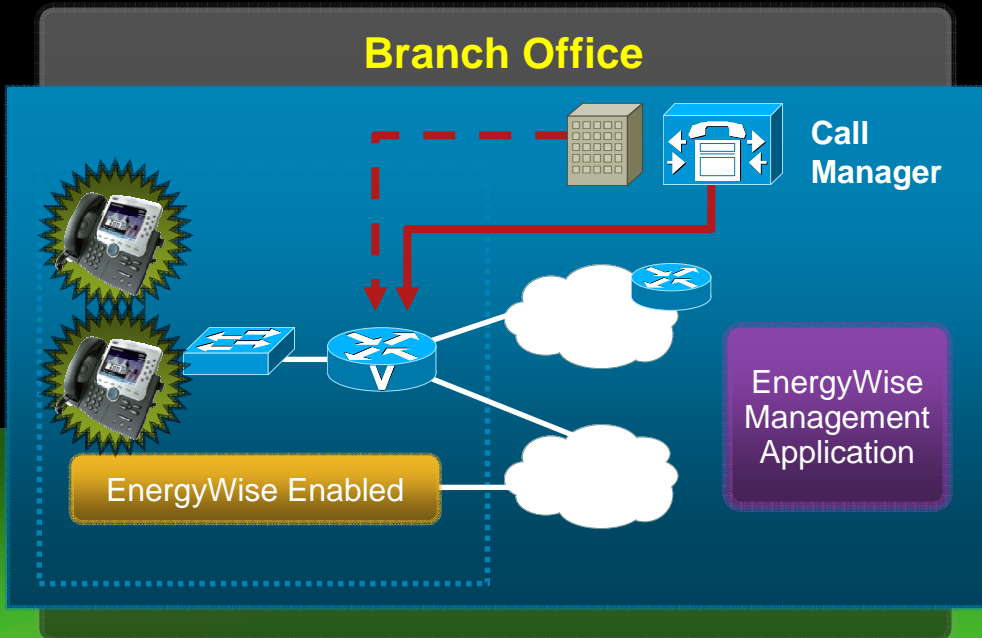 Branch Office
Call
Manager
V
EnergyWise
Management
Application
EnergyWise Enabled